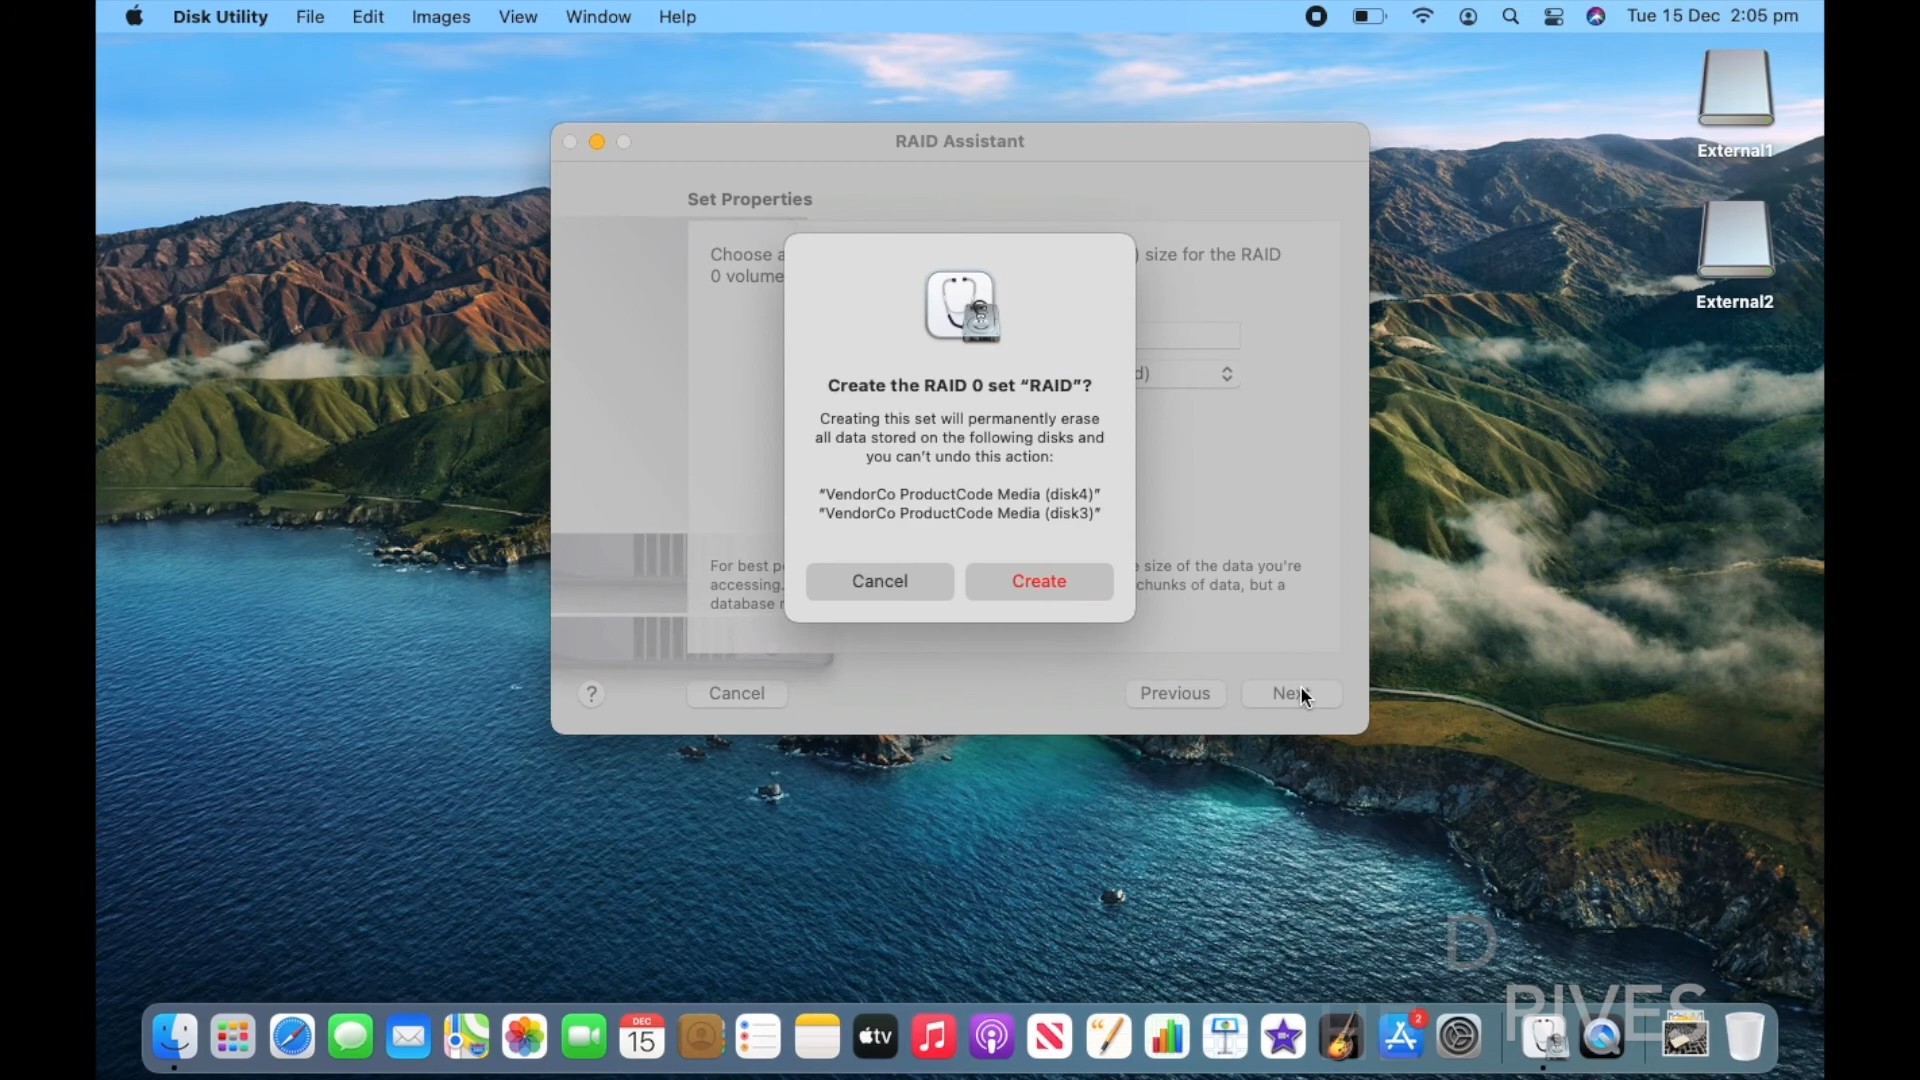 Disk Utility File Edit Images View Window Help Tue 15 Dec 2:05 pm
External1
External2
RAID Assistant
Set Properties
Choose a ) size for the RAID
0 volume
d)
Create the RAID 0 set “RAID”?
Creating this set will permanently erase
all data stored on the following disks and
you can’t undo this action:
“VendorCo ProductCode Media (disk4)”
“VendorCo ProductCode Media (disk3)”
Cancel Create
For best size of the data you're
accessing. chunks of data, but a
database
? Cancel Previous Next
D
RIVES
DEC
15
tv
2